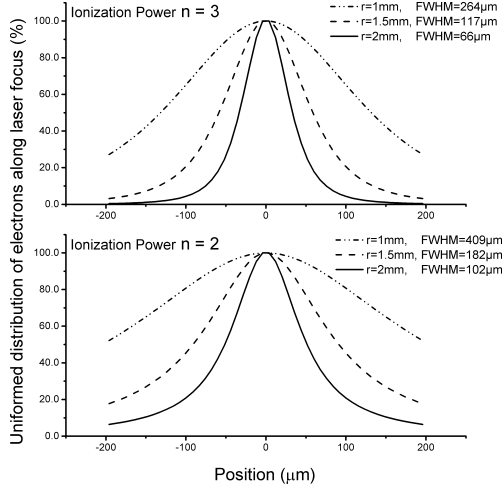 Uniformed distribution of electrons along laser focus (%)
Ionization Power n = 3
r=1mm, FWHM=264µm
r=1.5mm, FWHM=117µm
r=2mm, FWHM=66µm
100.0
80.0
60.0
40.0
20.0
0.0
-200 -100 0 100 200
Ionization Power n = 2
r=1mm, FWHM=409µm
r=1.5mm, FWHM=182µm
r=2mm, FWHM=102µm
100.0
80.0
60.0
40.0
20.0
0.0
-200 -100 0 100 200
Position (µm)